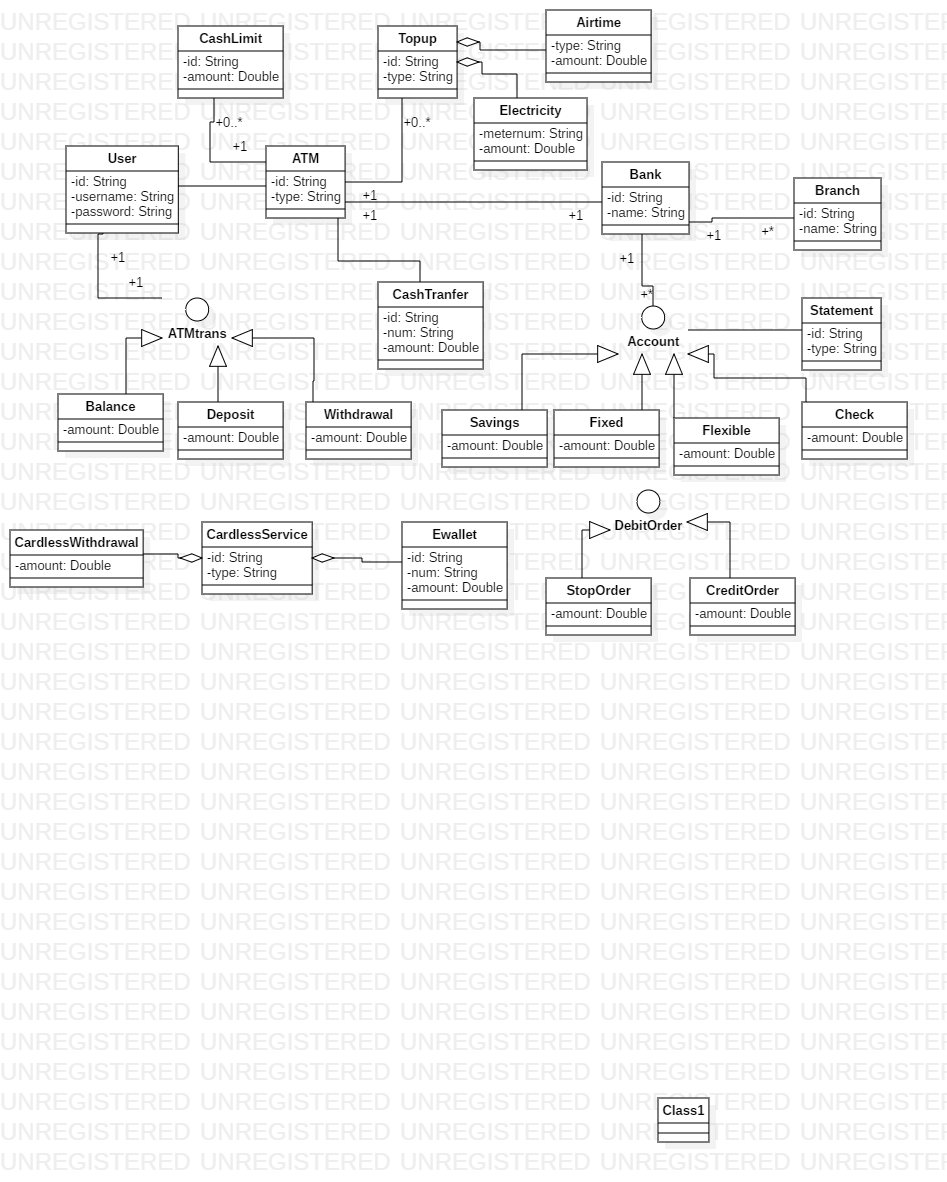 CashLimit
-id: String
-amount: Double
Topup
-id: String
-type: String
Airtime
-type: String
-amount: Double
Electricity
-meternum: String
-amount: Double
+0..*
+0..*
+1
User
-id: String
-username: String
-password: String
ATM
-id: String
-type: String
+1
+1
+1
Bank
-id: String
-name: String
Branch
-id: String
-name: String
+1
+*
+1
+1
+1
+*
CashTranfer
-id: String
-num: String
-amount: Double
ATMtrans
Account
Statement
-id: String
-type: String
Balance
-amount: Double
Deposit
-amount: Double
Withdrawal
-amount: Double
Savings
-amount: Double
Fixed
-amount: Double
Flexible
-amount: Double
Check
-amount: Double
CardlessWithdrawal
-amount: Double
CardlessService
-id: String
-type: String
Ewallet
-id: String
-num: String
-amount: Double
DebitOrder
StopOrder
-amount: Double
CreditOrder
-amount: Double
Class1
UNREGISTERED UNREGISTERED UNREGISTERED UNREGISTERED